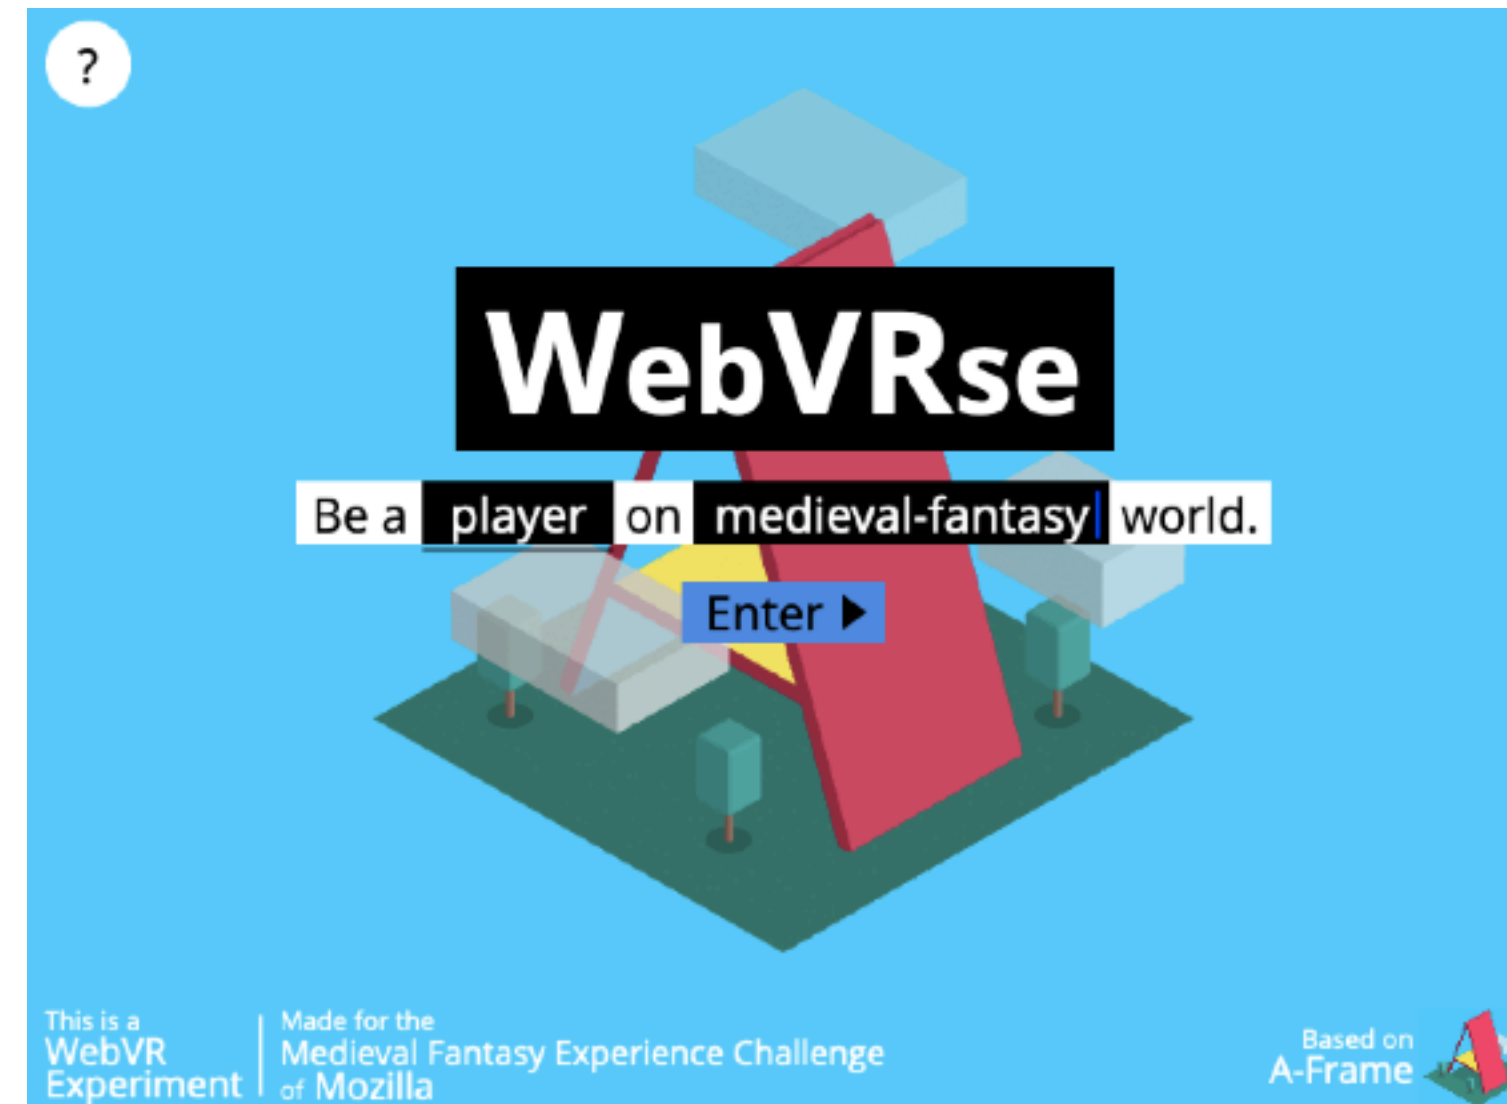 ?
WebVRse
Be a player on medieval-fantasy world.
Enter
This is a
WebVR
Experiment
Made for the
Medieval Fantasy Experience Challenge
of Mozilla
Based on
A-Frame